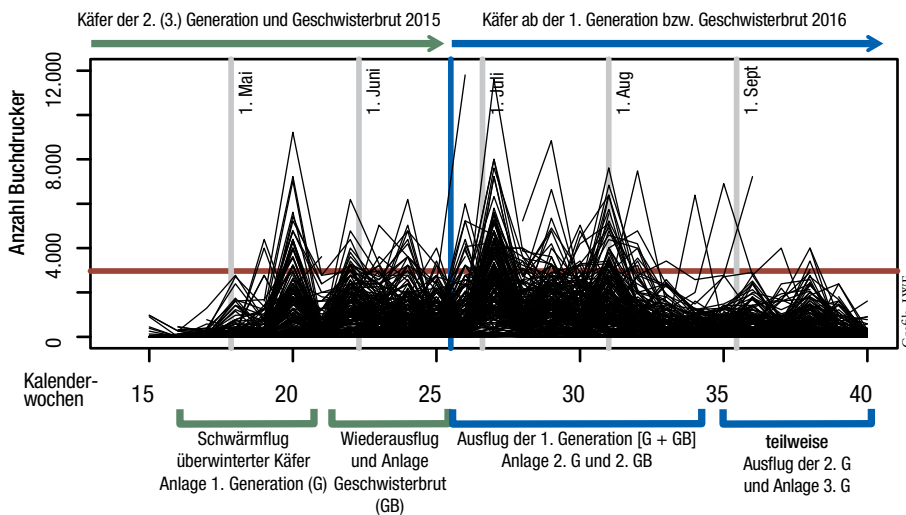 Käfer der 2. (3.) Generation und Geschwisterbrut 2015
Käfer ab der 1. Generation bzw. Geschwisterbrut 2016
Anzahl Buchdrucker
12.000
8.000
4.000
0
1. Mai
1. Juni
1. Juli
1. Aug
1. Sept
Kalender-
wochen
15
20
25
30
35
40
Schwärmflug
überwinterter Käfer
Anlage 1. Generation (G)
Wiederausflug
und Anlage
Geschwisterbrut
(GB)
Ausflug der 1. Generation [G + GB]
Anlage 2. G und 2. GB
teilweise
Ausflug der 2. G
und Anlage 3. G